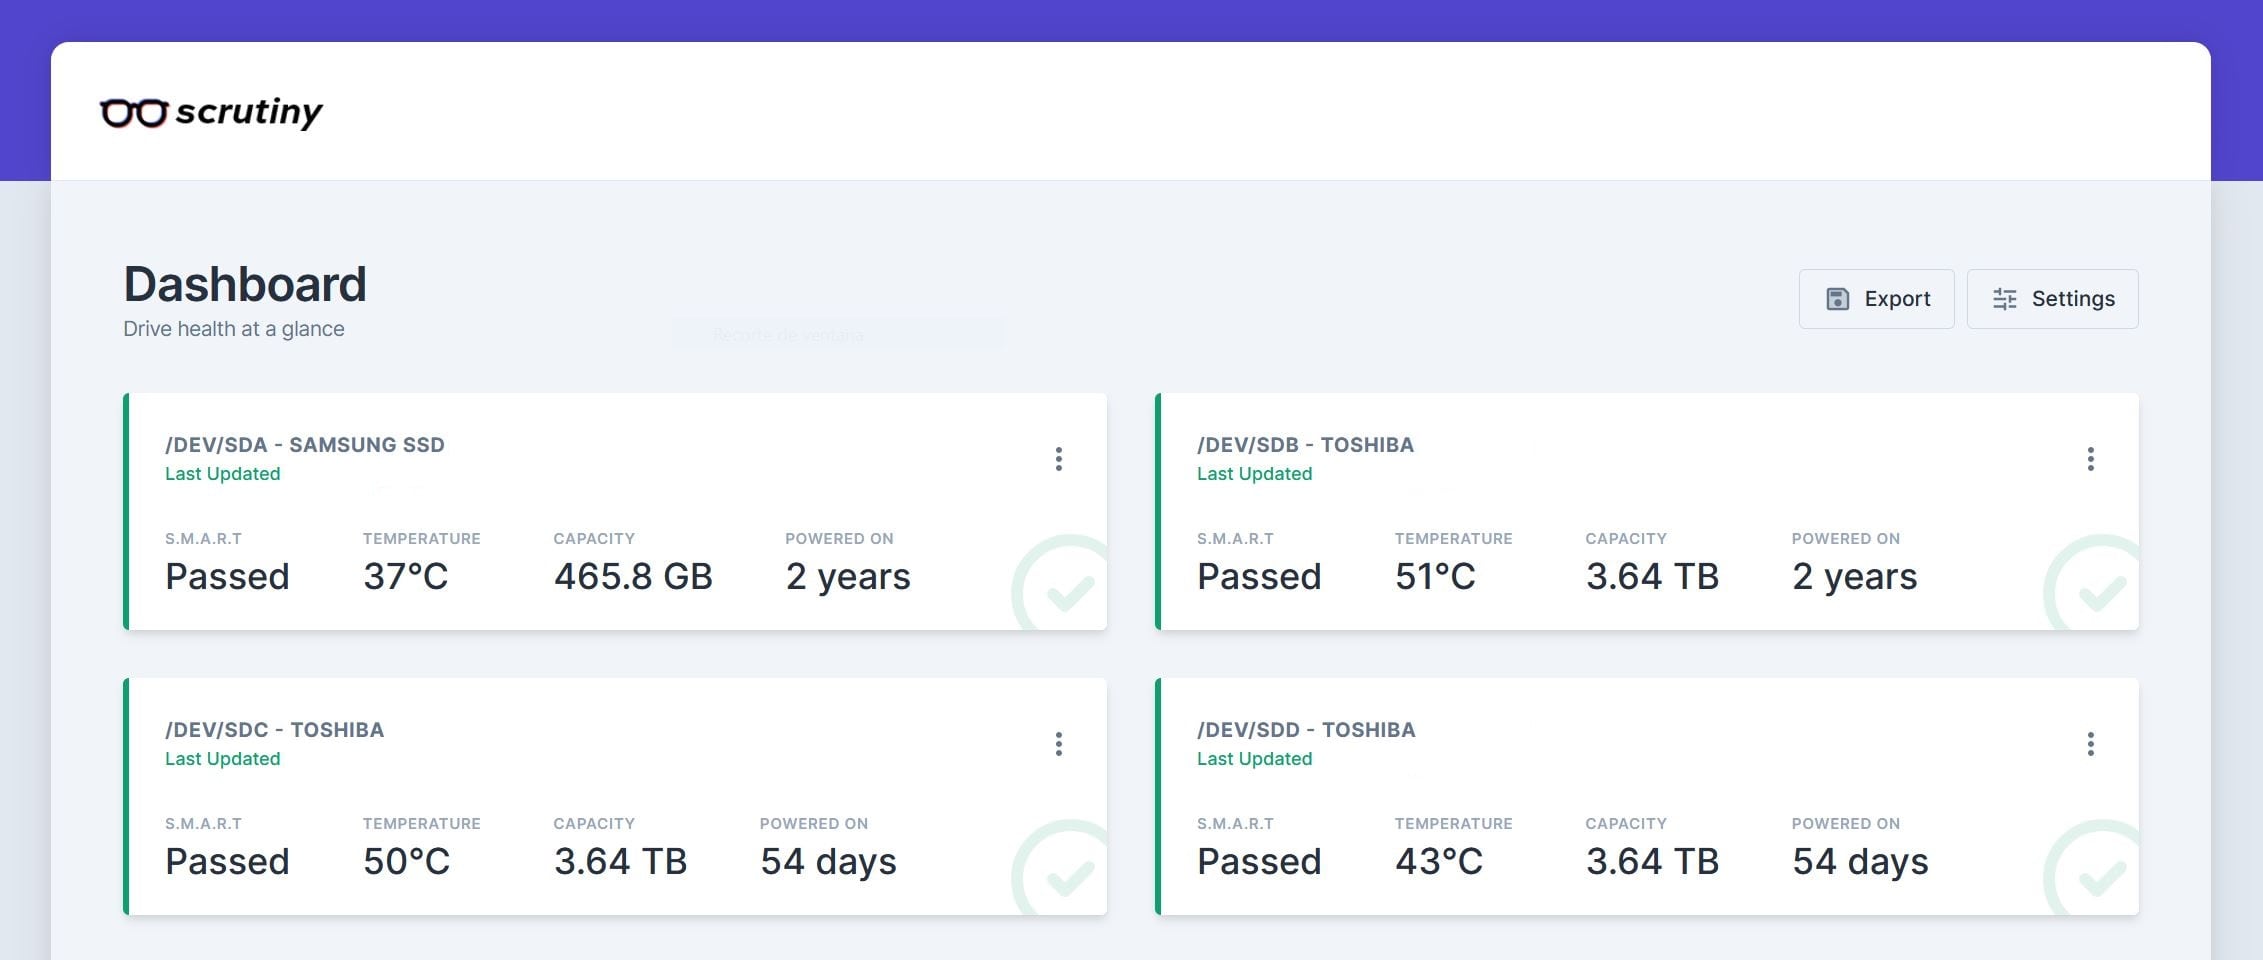 scrutiny
Dashboard
Drive health at a glance
Export
Settings
Recorte de ventana
/DEV/SDA - SAMSUNG SSD
Last Updated
S.M.A.R.T TEMPERATURE CAPACITY POWERED ON
Passed 37°C 465.8 GB 2 years
/DEV/SDB - TOSHIBA
Last Updated
S.M.A.R.T TEMPERATURE CAPACITY POWERED ON
Passed 51°C 3.64 TB 2 years
/DEV/SDC - TOSHIBA
Last Updated
S.M.A.R.T TEMPERATURE CAPACITY POWERED ON
Passed 50°C 3.64 TB 54 days
/DEV/SDD - TOSHIBA
Last Updated
S.M.A.R.T TEMPERATURE CAPACITY POWERED ON
Passed 43°C 3.64 TB 54 days